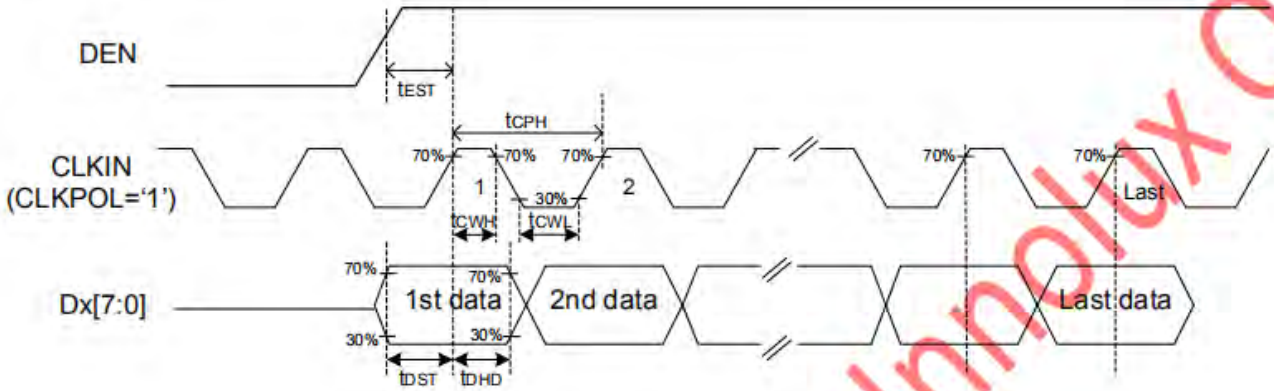 DEN
tEST
tCPH
CLKIN
(CLKPOL=‘1’)
70%
70%
70%
70%
70%
1
2
Last
30%
tCWH
tCWL
Dx[7:0]
70%
70%
1st data
2nd data
Last data
30%
30%
tDST
tDHD
Innolux